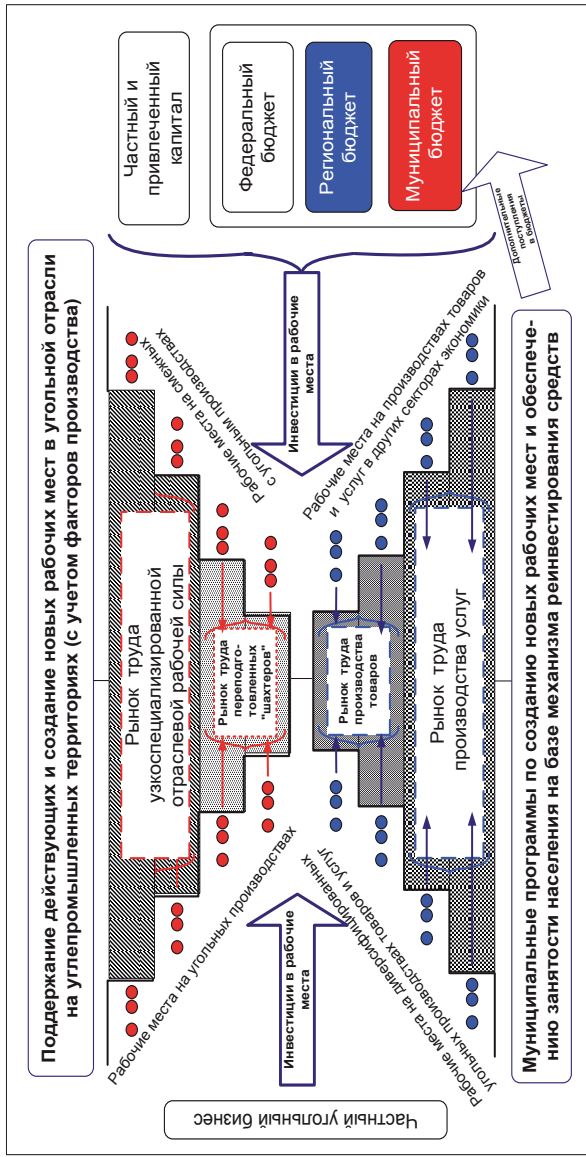 Поддержание действующих и создание новых рабочих мест в угольной отрасли
на углепромышленных территориях (с учетом факторов производства)
Частный угольный бизнес
Рабочие места на угольных производствах
Рынок труда
узкоспециализированной
отраслевой рабочей силы
Рабочие места на смежных
с угольным производствах
Рынок труда
переподго-
товленных
"шахтеров"
Инвестиции в рабочие
места
Инвестиции в рабочие
места
Рынок труда
производства
товаров
Рабочие места на диверсифицированных
угольных производствах товаров и услуг
Рабочие места на производствах товаров
и услуг в других секторах экономики
Рынок труда
производства услуг
Частный и
привлеченный
капитал
Федеральный
бюджет
Региональный
бюджет
Муниципальный
бюджет
Дополнительные
поступления
в бюджеты
Муниципальные программы по созданию новых рабочих мест и обеспече-
нию занятости населения на базе механизма реинвестирования средств